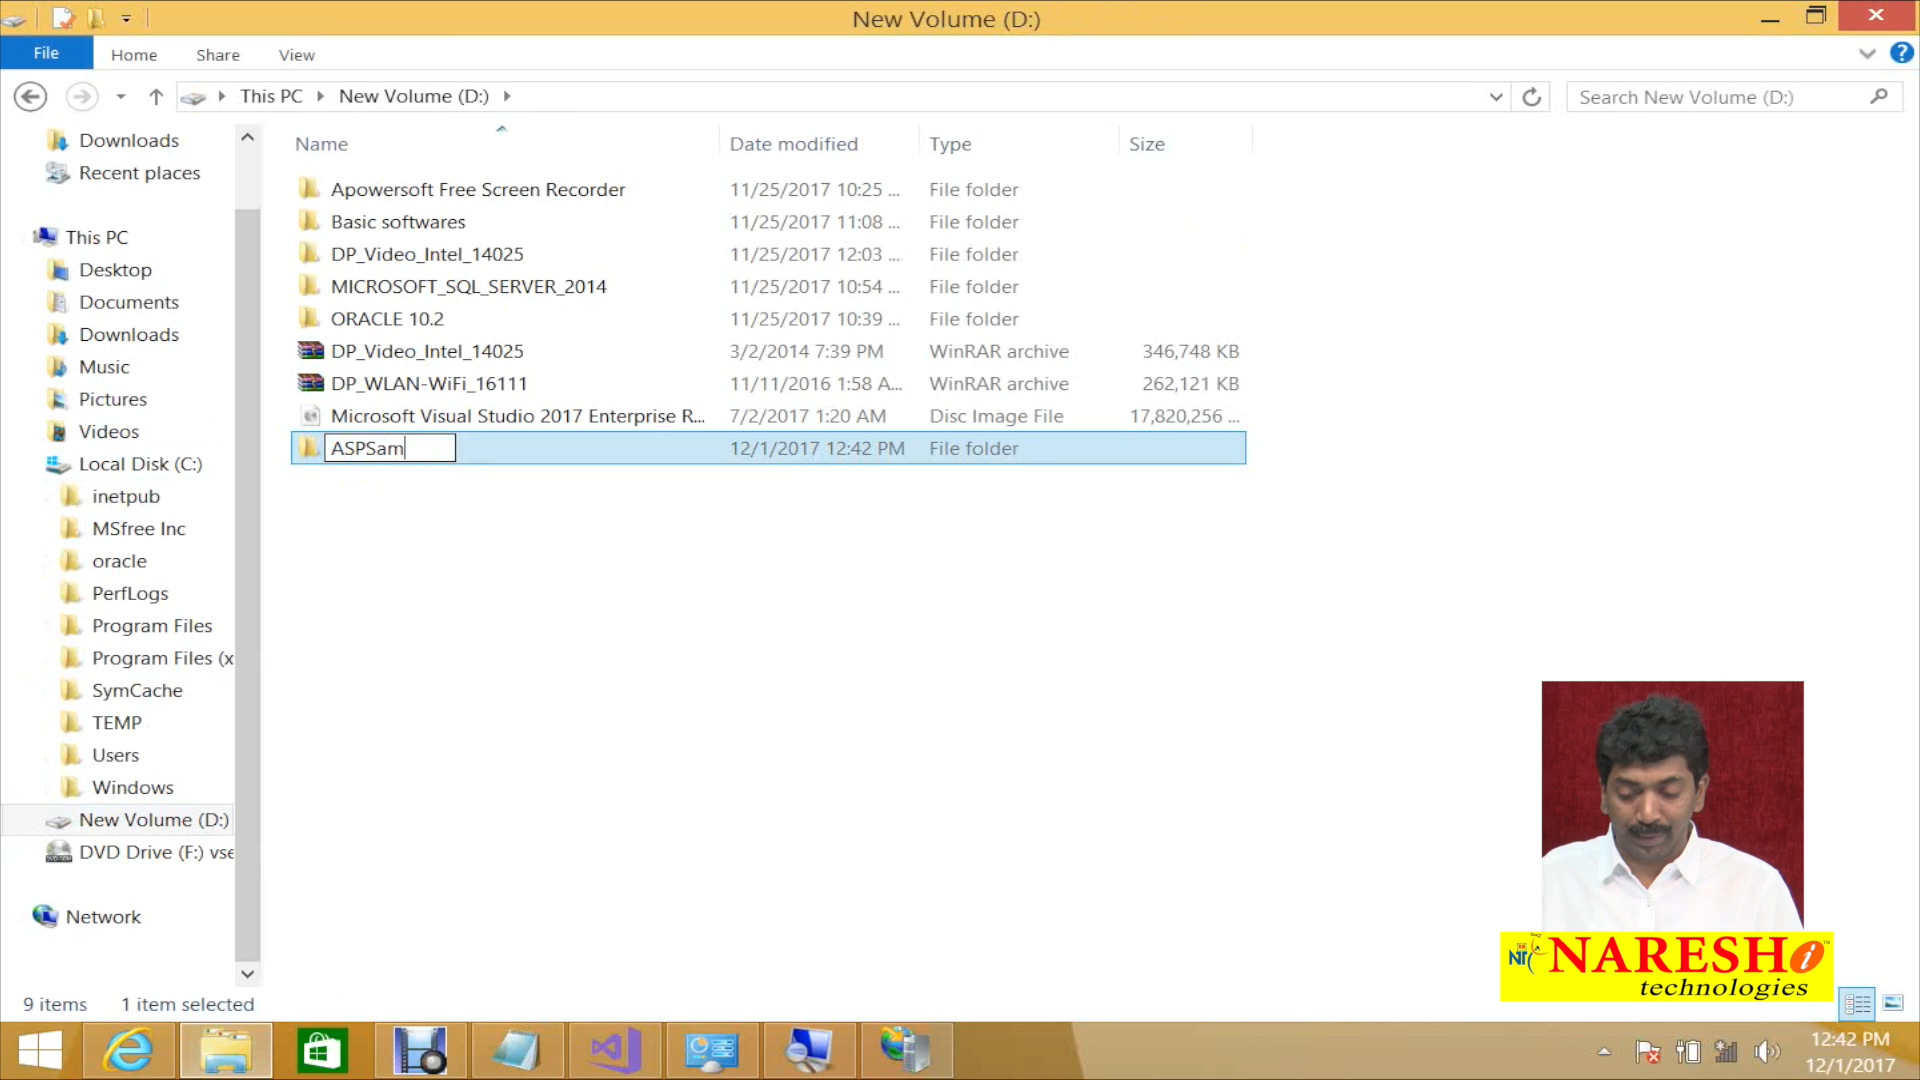 New Volume (D:)
File
Home
Share
View
This PC
New Volume (D:)
Search New Volume (D:)
Downloads
Recent places
This PC
Desktop
Documents
Downloads
Music
Pictures
Videos
Local Disk (C:)
inetpub
MSfree Inc
oracle
PerfLogs
Program Files
Program Files (x
SymCache
TEMP
Users
Windows
New Volume (D:)
DVD Drive (F:) vse
Network
Name Date modified Type Size
Apowersoft Free Screen Recorder 11/25/2017 10:25 ... File folder
Basic softwares 11/25/2017 11:08 ... File folder
DP_Video_Intel_14025 11/25/2017 12:03 ... File folder
MICROSOFT_SQL_SERVER_2014 11/25/2017 10:54 ... File folder
ORACLE 10.2 11/25/2017 10:39 ... File folder
DP_Video_Intel_14025 3/2/2014 7:39 PM WinRAR archive 346,748 KB
DP_WLAN-WiFi_16111 11/11/2016 1:58 A... WinRAR archive 262,121 KB
Microsoft Visual Studio 2017 Enterprise R... 7/2/2017 1:20 AM Disc Image File 17,820,256 ...
ASPSam 12/1/2017 12:42 PM File folder
NARESH i
technologies
9 items 1 item selected
12:42 PM
12/1/2017